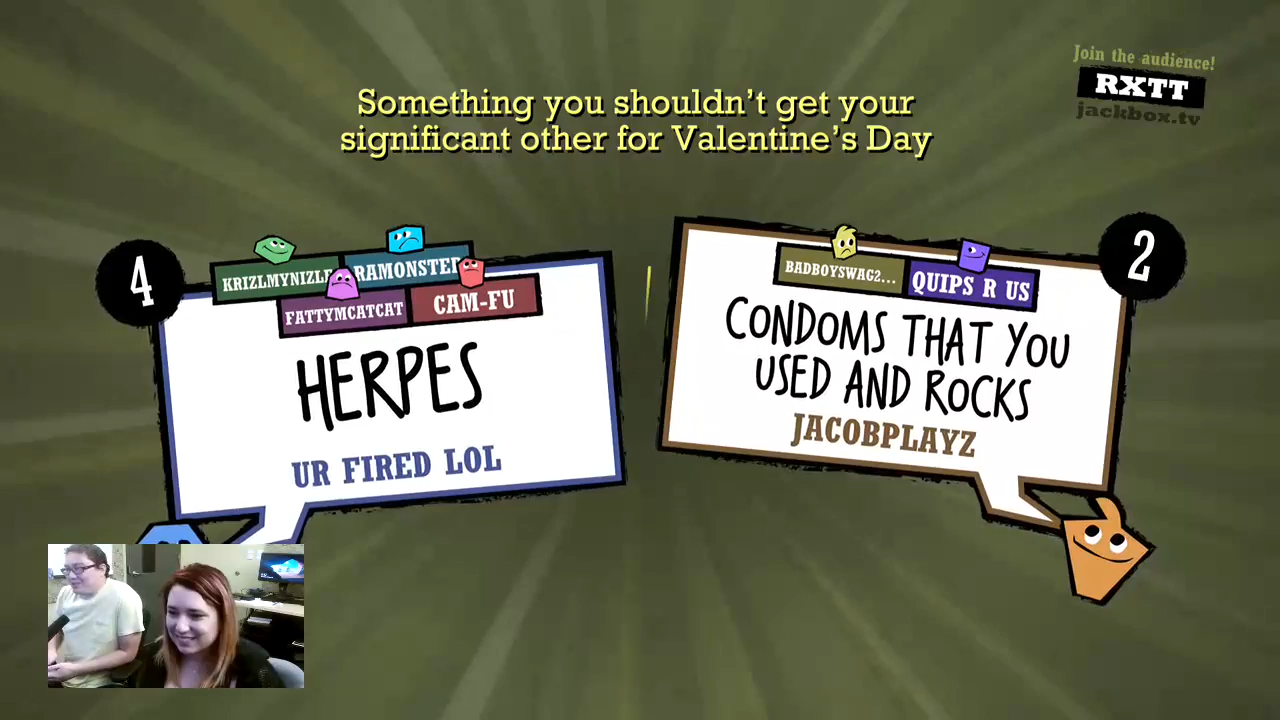 Join the audience!
RXTT
jackbox.tv
Something you shouldn't get your
significant other for Valentine's Day
4
KRIZLMYNIZLE
RAMONSTER
FATTYMCATCAT
CAM-FU
HERPES
UR FIRED LOL
2
BADBOYSWAG2...
QUIPS R US
CONDOMS THAT YOU
USED AND ROCKS
JACOBPLAYZ